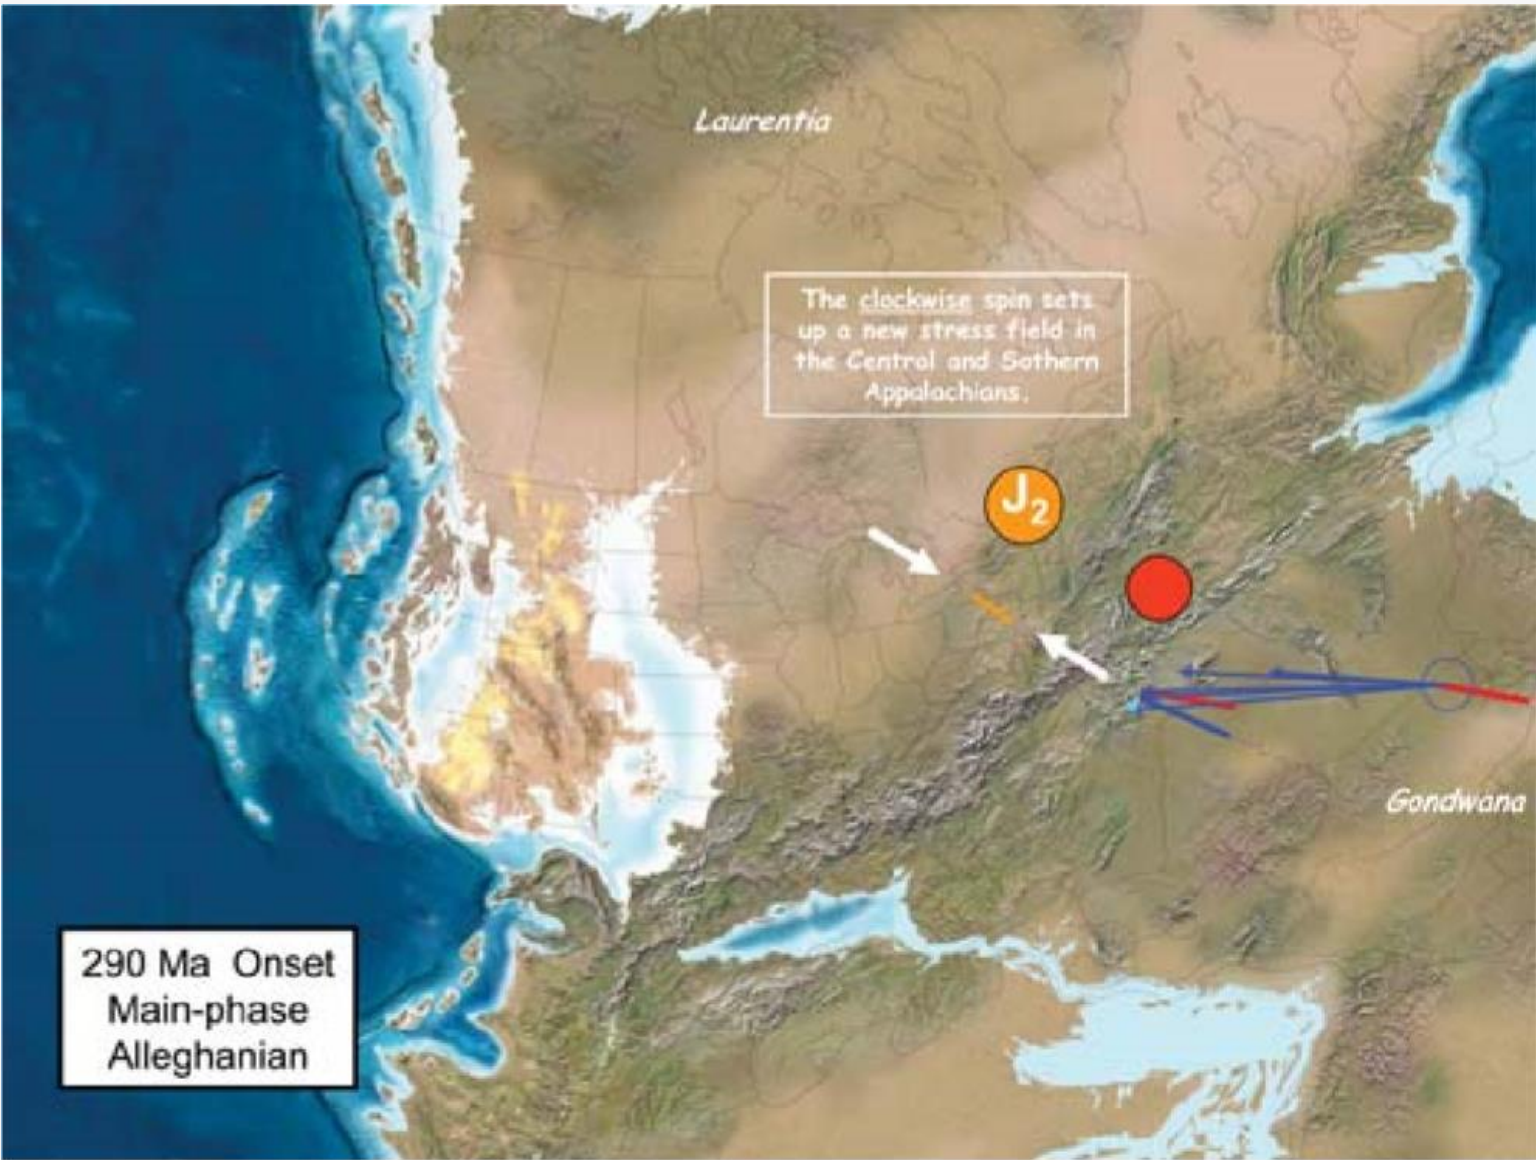 Laurentia
The clockwise spin sets
up a new stress field in
the Central and Sothern
Appalachians.
J2
Gondwana
290 Ma Onset
Main-phase
Alleghanian